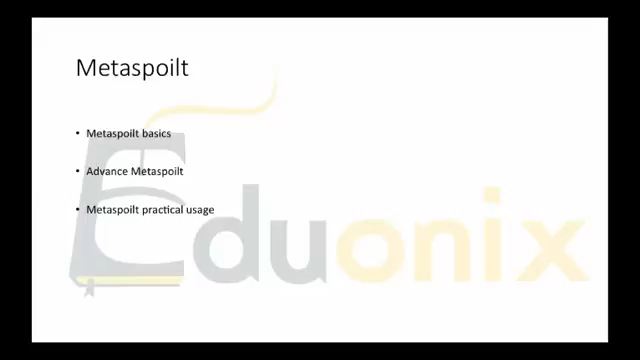 Metaspoilt
• Metaspoilt basics
• Advance Metaspoilt
• Metaspoilt practical usage
Eduonix